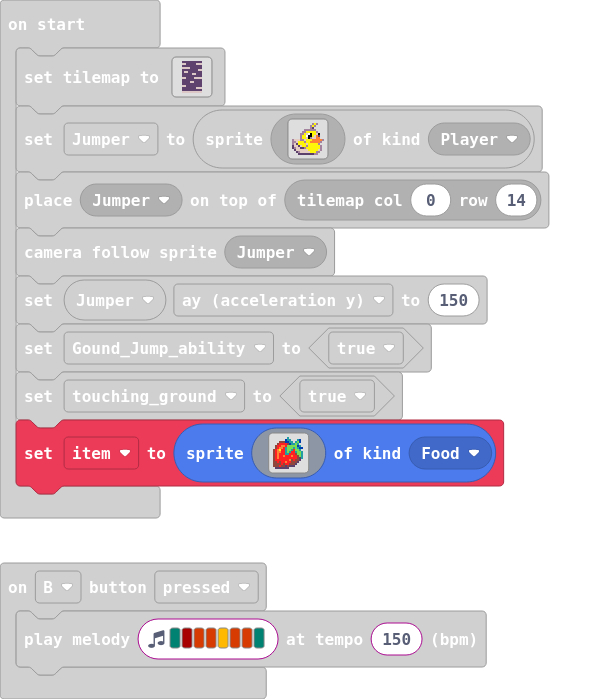 on start
set tilemap to
set Jumper to sprite of kind Player
place Jumper on top of tilemap col 0 row 14
camera follow sprite Jumper
set Jumper ay (acceleration y) to 150
set Gound_Jump_ability to true
set touching_ground to true
set item to sprite of kind Food
on B button pressed
play melody at tempo 150 (bpm)